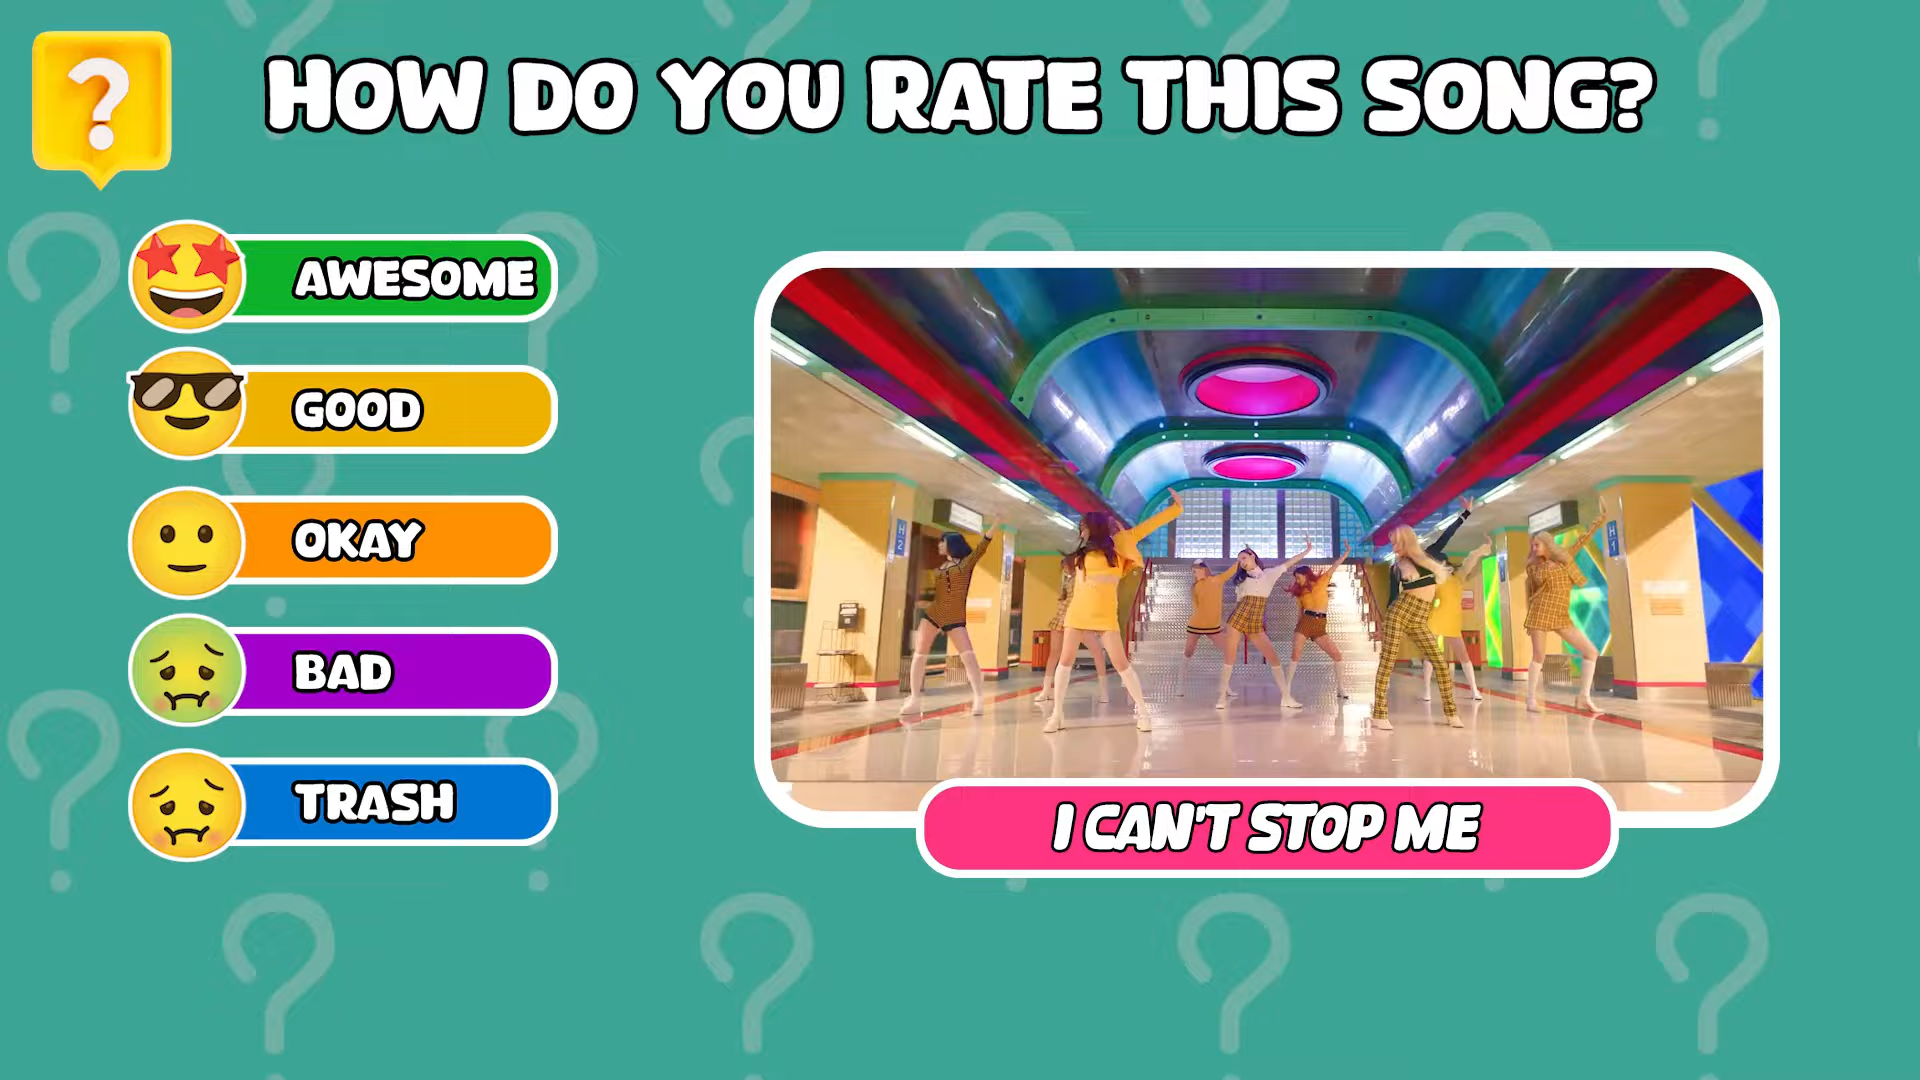 HOW DO YOU RATE THIS SONG?
AWESOME
GOOD
OKAY
BAD
TRASH
I CAN'T STOP ME